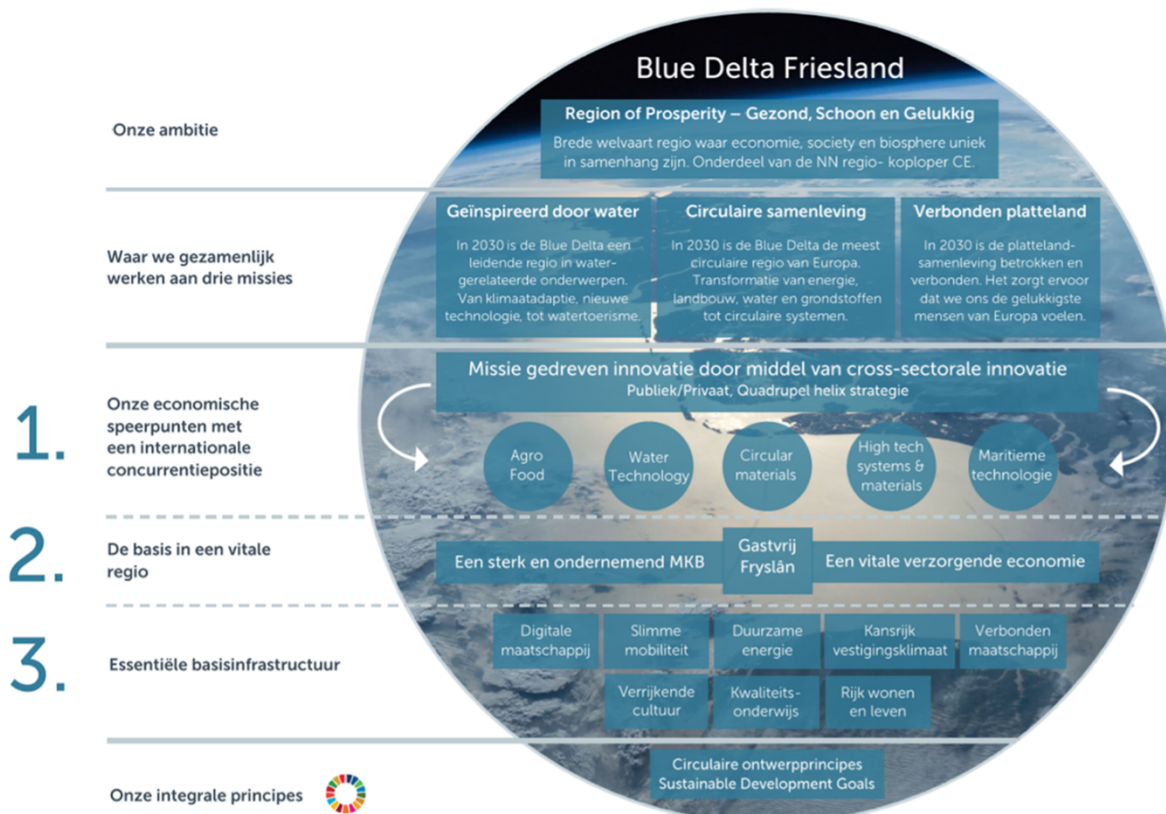 Blue Delta Friesland
Onze ambitie
Region of Prosperity – Gezond, Schoon en Gelukkig
Brede welvaart regio waar economie, society en biosphere uniek
in samenhang zijn. Onderdeel van de NN regio- koploper CE.
Waar we gezamenlijk
werken aan drie missies
Geïnspireerd door water
In 2030 is de Blue Delta een
leidende regio in water-
gerelateerde onderwerpen.
Van klimaatadaptie, nieuwe
technologie, tot watertoerisme.
Circulaire samenleving
In 2030 is de Blue Delta de meest
circulaire regio van Europa.
Transformatie van energie,
landbouw, water en grondstoffen
tot circulaire systemen.
Verbonden platteland
In 2030 is de platteland-
samenleving betrokken en
verbonden. Het zorgt ervoor
dat we ons de gelukkigste
mensen van Europa voelen.
1.
Onze economische
speerpunten met
een internationale
concurrentiepositie
Missie gedreven innovatie door middel van cross-sectorale innovatie
Publiek/Privaat, Quadrupel helix strategie
Agro
Food
Water
Technology
Circular
materials
High tech
systems &
materials
Maritieme
technologie
2.
De basis in een vitale
regio
Een sterk en ondernemend MKB
Gastvrij
Fryslân
Een vitale verzorgende economie
3.
Essentiële basisinfrastructuur
Digitale
maatschappij
Slimme
mobiliteit
Duurzame
energie
Kansrijk
vestigingsklimaat
Verbonden
maatschappij
Verrijkende
cultuur
Kwaliteits-
onderwijs
Rijk wonen
en leven
Onze integrale principes
Circulaire ontwerpprincipes
Sustainable Development Goals